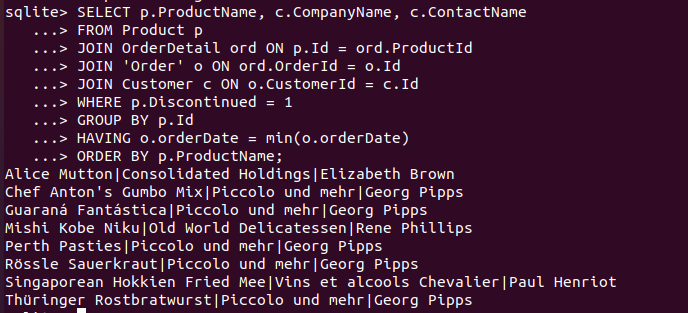 sqlite> SELECT p.ProductName, c.CompanyName, c.ContactName
...> FROM Product p
...> JOIN OrderDetail ord ON p.Id = ord.ProductId
...> JOIN 'Order' o ON ord.OrderId = o.Id
...> JOIN Customer c ON o.CustomerId = c.Id
...> WHERE p.Discontinued = 1
...> GROUP BY p.Id
...> HAVING o.orderDate = min(o.orderDate)
...> ORDER BY p.ProductName;
Alice Mutton|Consolidated Holdings|Elizabeth Brown
Chef Anton's Gumbo Mix|Piccolo und mehr|Georg Pipps
Guaraná Fantástica|Piccolo und mehr|Georg Pipps
Mishi Kobe Niku|Old World Delicatessen|Rene Phillips
Perth Pasties|Piccolo und mehr|Georg Pipps
Rössle Sauerkraut|Piccolo und mehr|Georg Pipps
Singaporean Hokkien Fried Mee|Vins et alcools Chevalier|Paul Henriot
Thüringer Rostbratwurst|Piccolo und mehr|Georg Pipps